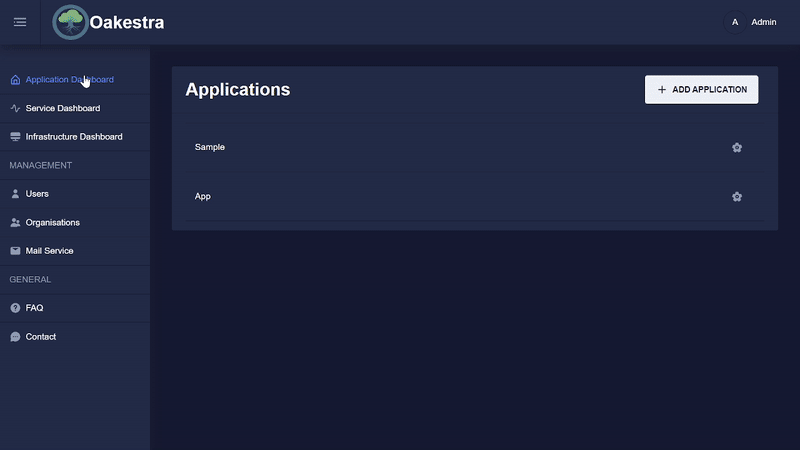 Oakestra
A Admin
Application Dashboard
Service Dashboard
Infrastructure Dashboard
MANAGEMENT
Users
Organisations
Mail Service
GENERAL
FAQ
Contact
Applications
+ ADD APPLICATION
Sample
App